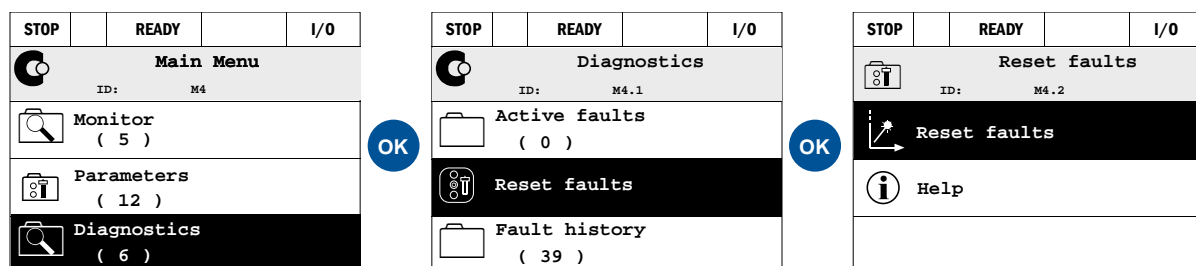 STOP READY I/O
Main Menu
ID: M4
Monitor
( 5 )
Parameters
( 12 )
Diagnostics
( 6 )
OK
STOP READY I/O
Diagnostics
ID: M4.1
Active faults
( 0 )
Reset faults
Fault history
( 39 )
OK
STOP READY I/O
Reset faults
ID: M4.2
Reset faults
Help